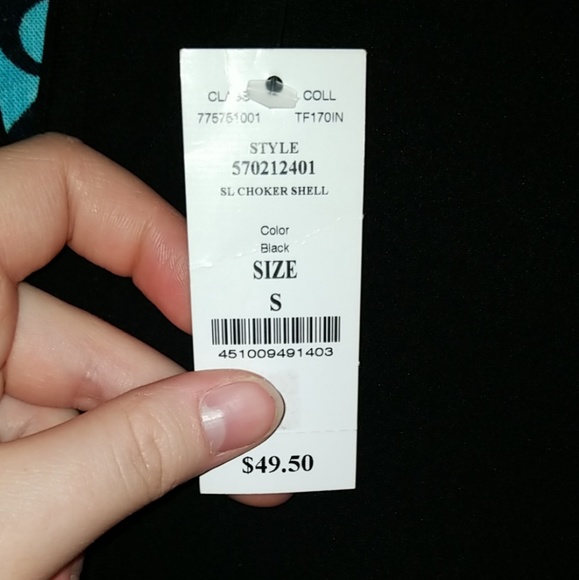 COLL
775751001 TF170IN
STYLE
570212401
SL CHOKER SHELL
Color
Black
SIZE
S
451009491403
$49.50